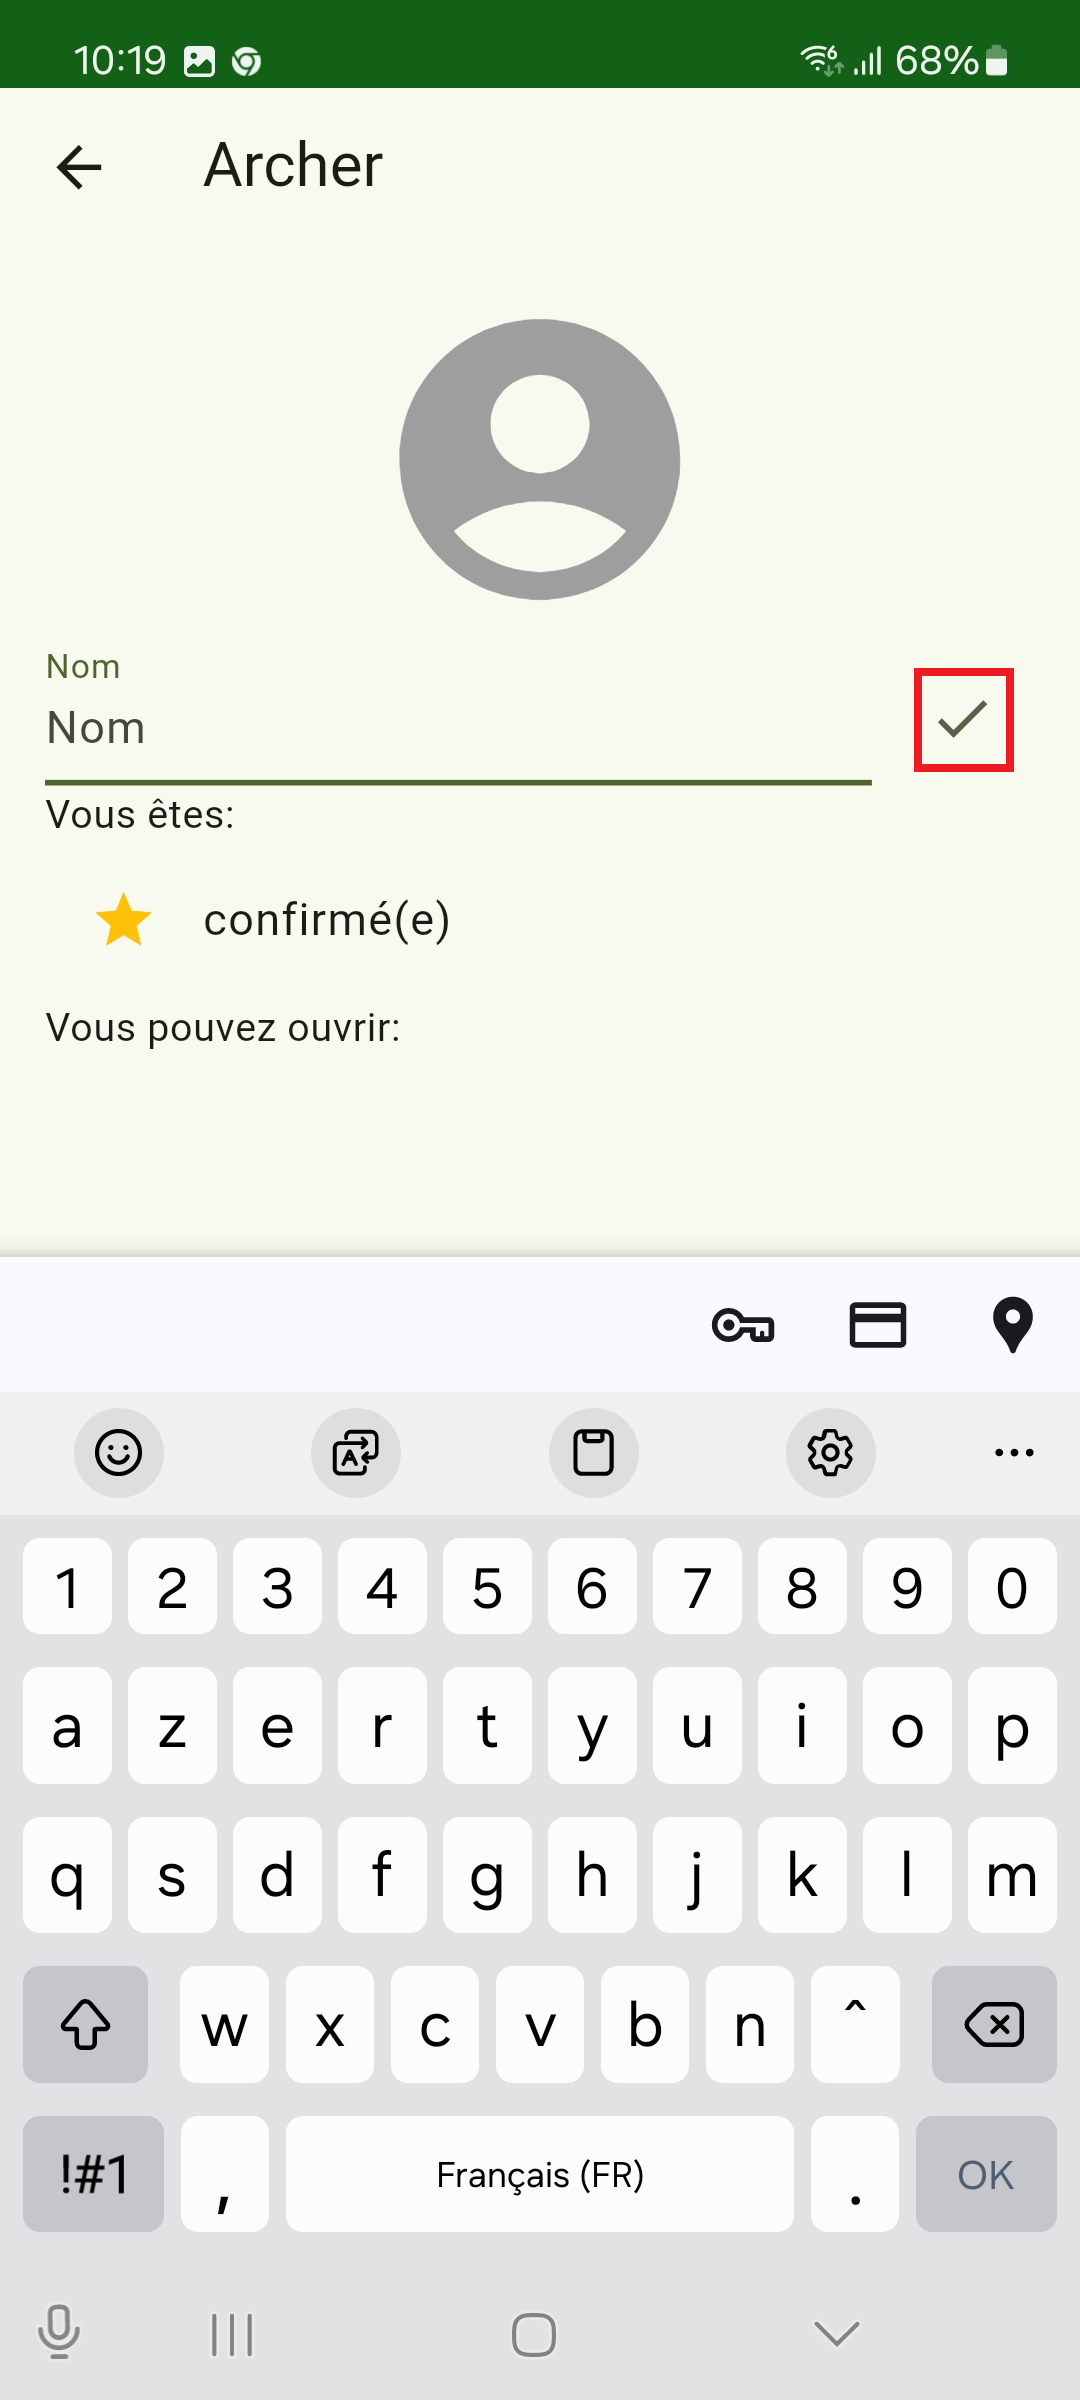 10:19 68%
Archer
Nom
Nom
Vous êtes:
confirmé(e)
Vous pouvez ouvrir:
1 2 3 4 5 6 7 8 9 0
a z e r t y u i o p
q s d f g h j k l m
w x c v b n ^
!#1 , Français (FR) . OK